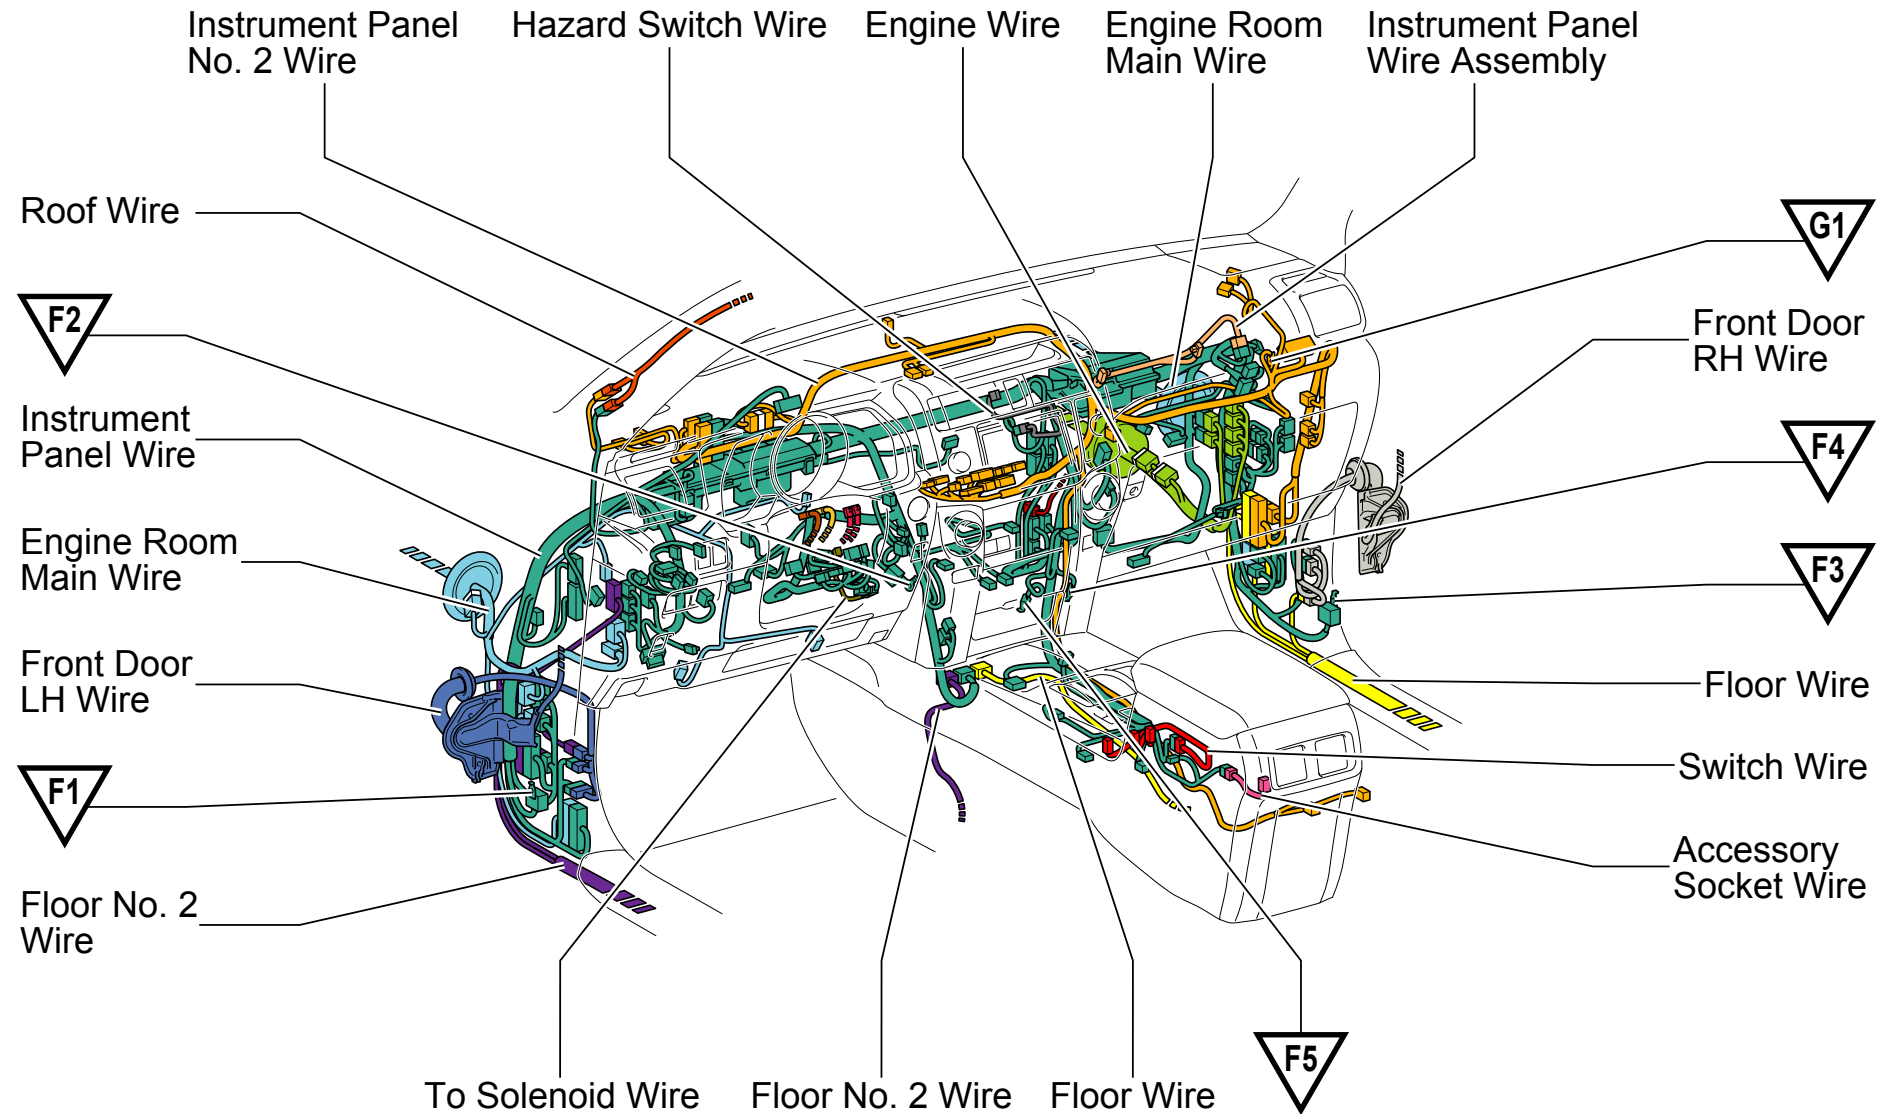 Instrument Panel
No. 2 Wire
Hazard Switch Wire
Engine Wire
Engine Room
Main Wire
Instrument Panel
Wire Assembly
Roof Wire
G1
F2
Front Door
RH Wire
Instrument
Panel Wire
F4
Engine Room
Main Wire
F3
Front Door
LH Wire
Floor Wire
Switch Wire
F1
Accessory
Socket Wire
Floor No. 2
Wire
F5
To Solenoid Wire
Floor No. 2 Wire
Floor Wire